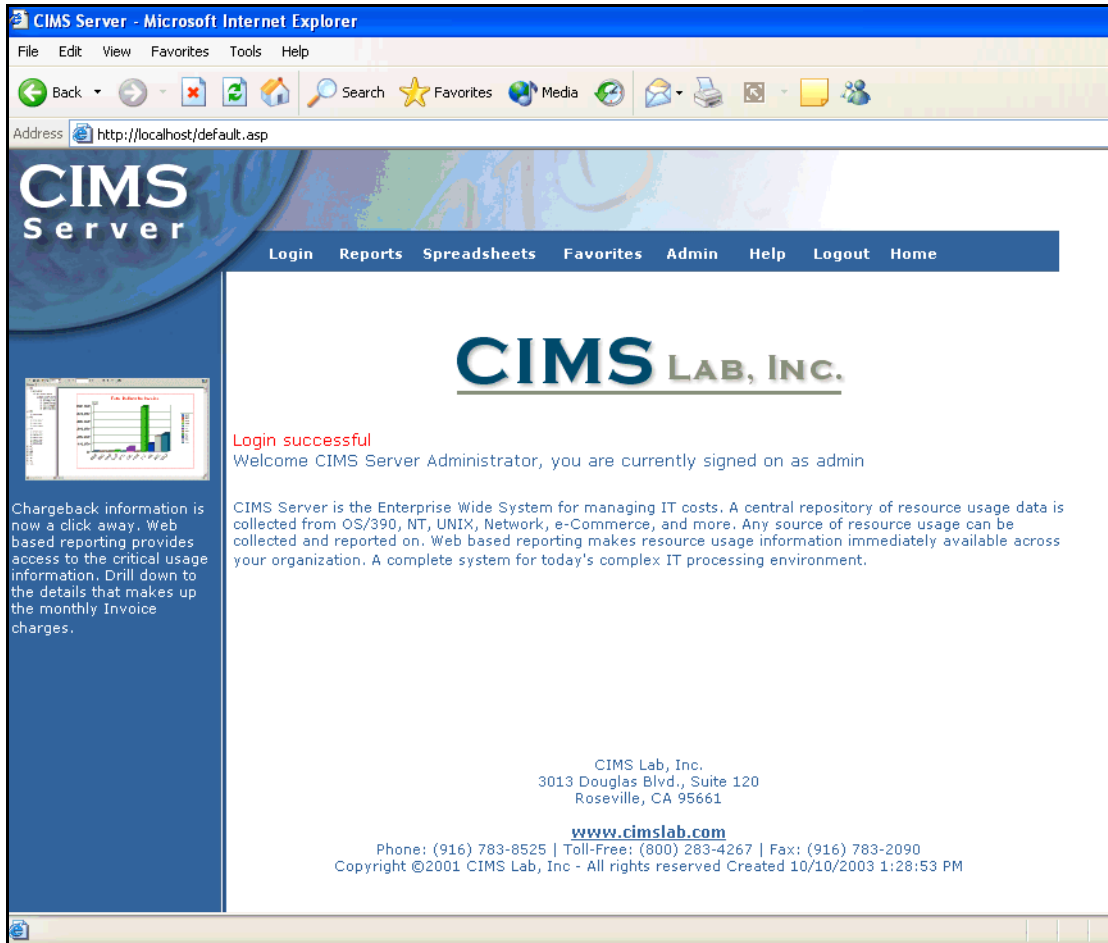 CIMS Server - Microsoft Internet Explorer
File Edit View Favorites Tools Help
Back Search Favorites Media
Address http://localhost/default.asp
CIMS
Server
Login Reports Spreadsheets Favorites Admin Help Logout Home
CIMS LAB, INC.
Login successful
Welcome CIMS Server Administrator, you are currently signed on as admin
Chargeback information is
now a click away. Web
based reporting provides
access to the critical usage
information. Drill down to
the details that makes up
the monthly Invoice
charges.
CIMS Server is the Enterprise Wide System for managing IT costs. A central repository of resource usage data is
collected from OS/390, NT, UNIX, Network, e-Commerce, and more. Any source of resource usage can be
collected and reported on. Web based reporting makes resource usage information immediately available across
your organization. A complete system for today's complex IT processing environment.
CIMS Lab, Inc.
3013 Douglas Blvd., Suite 120
Roseville, CA 95661
www.cimslab.com
Phone: (916) 783-8525 | Toll-Free: (800) 283-4267 | Fax: (916) 783-2090
Copyright ©2001 CIMS Lab, Inc - All rights reserved Created 10/10/2003 1:28:53 PM